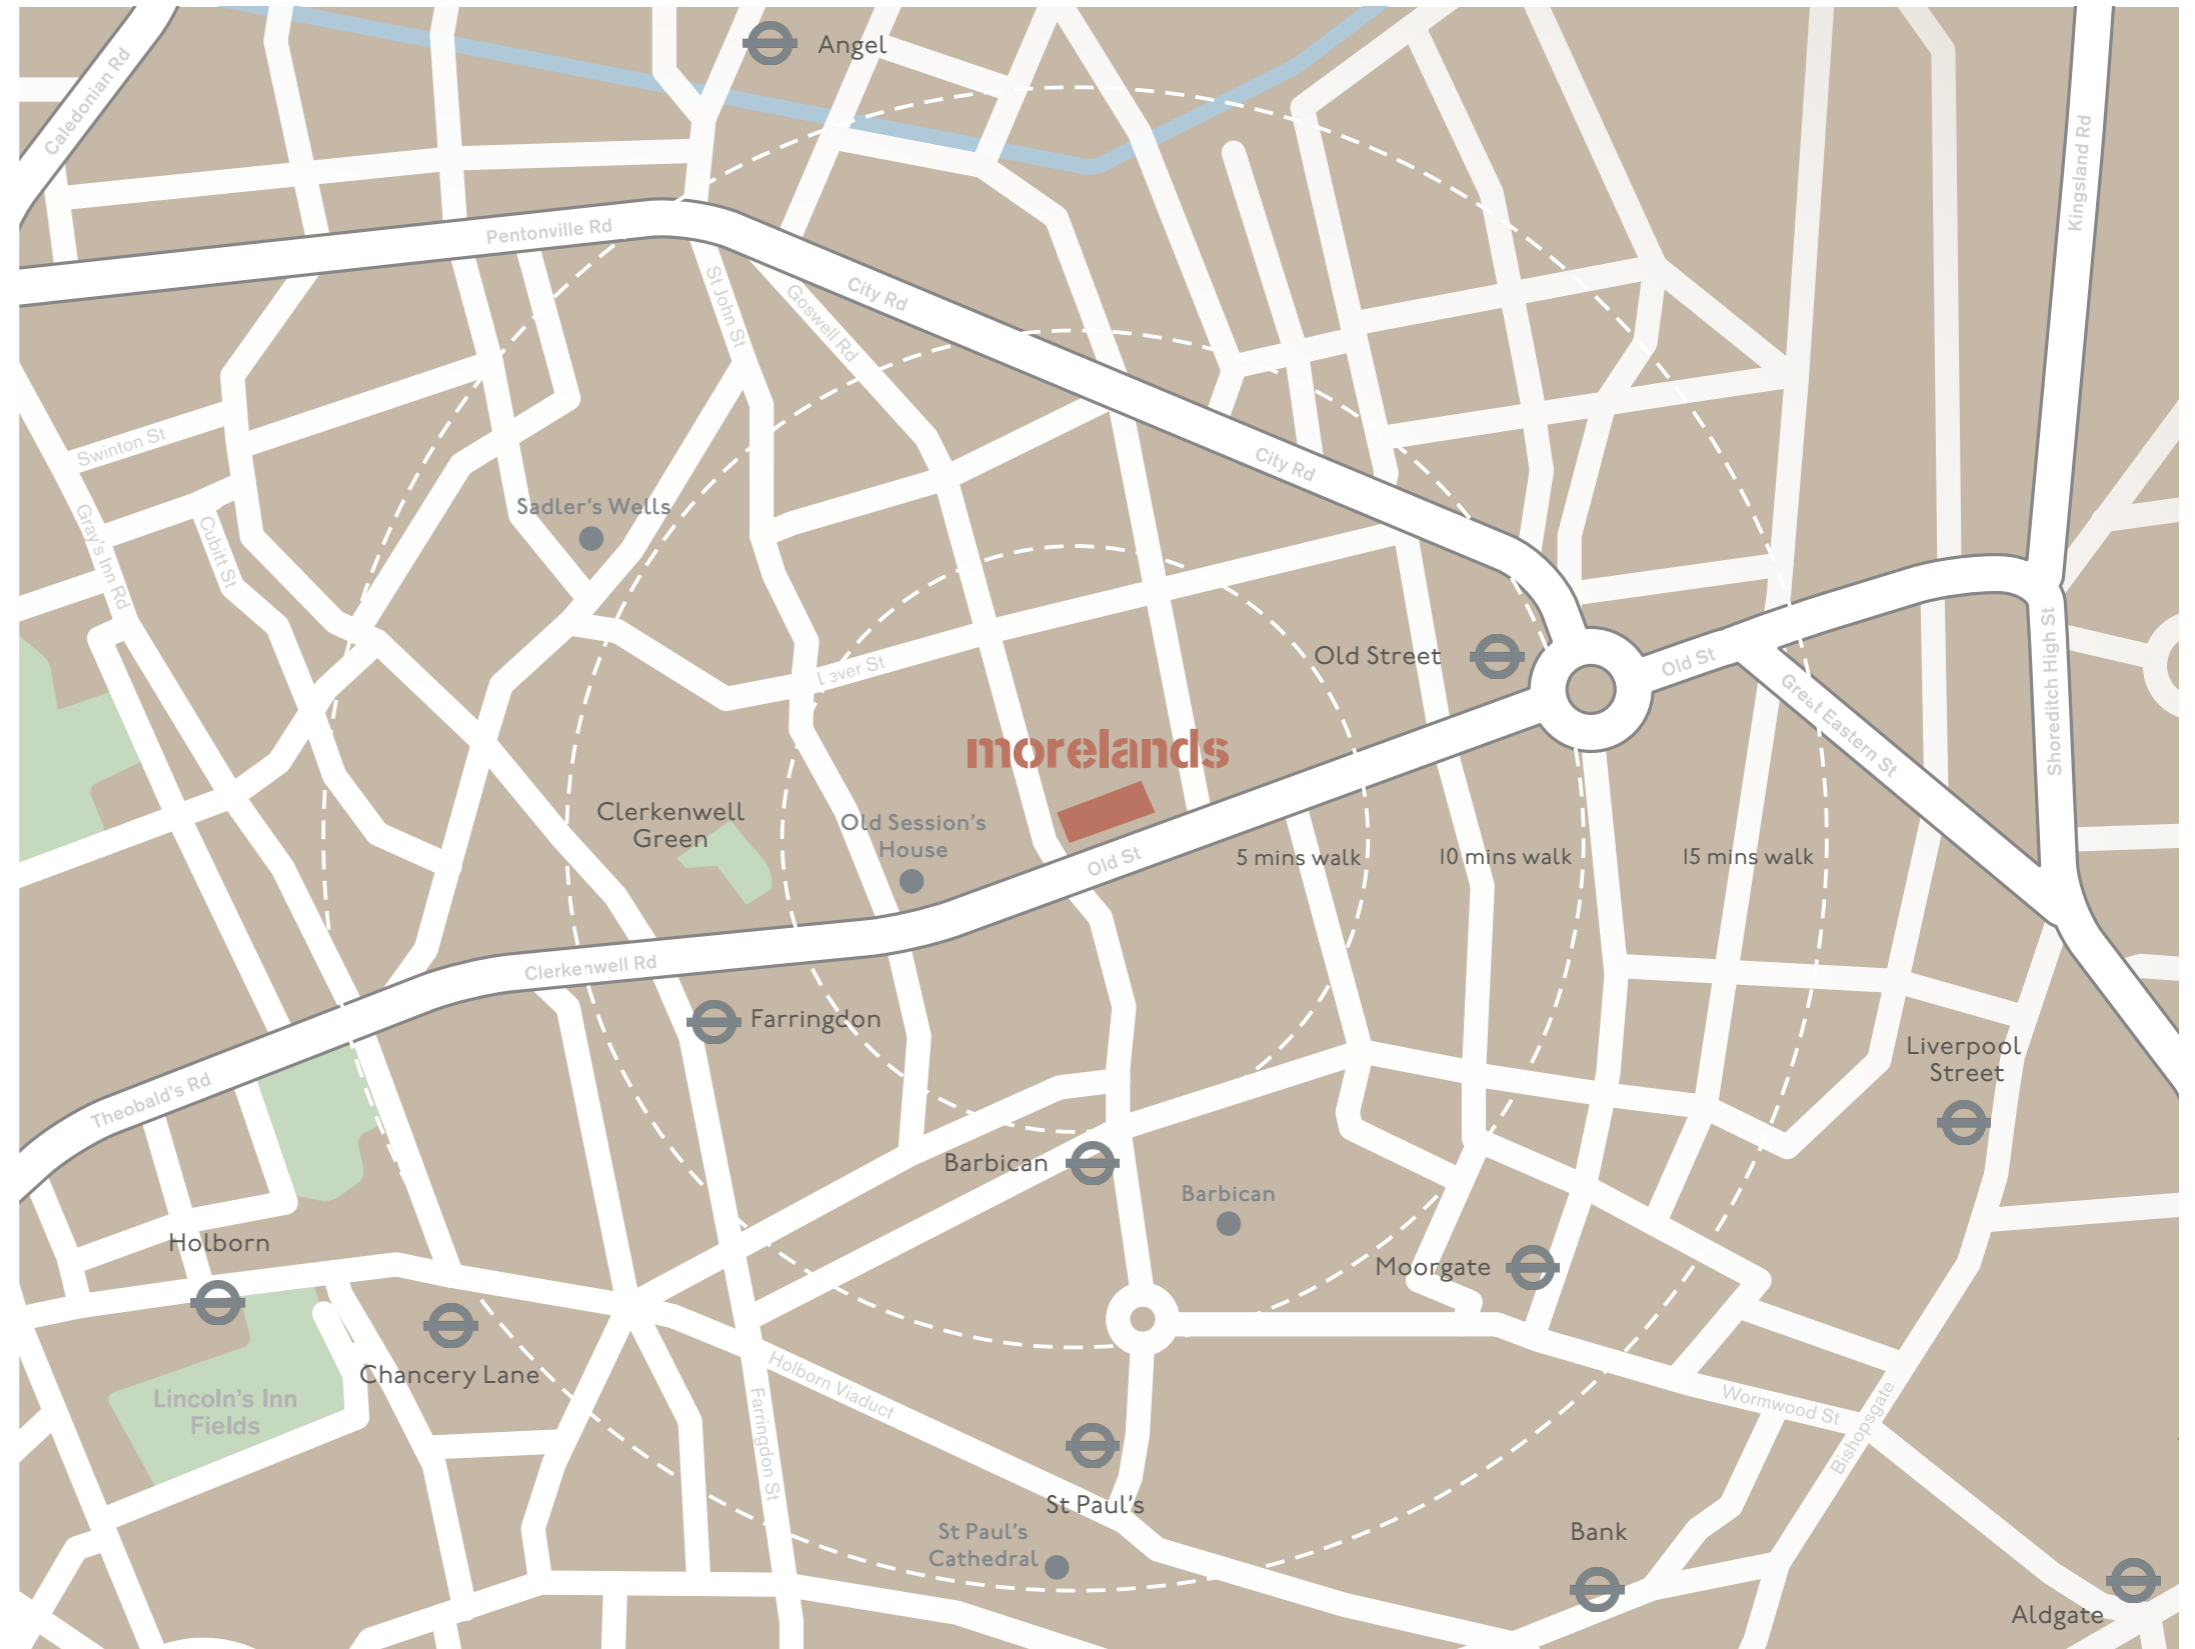 Angel
Caledonian Rd
Kingsland Rd
Pentonville Rd
St John St
Goswell Rd
City Rd
City Rd
Swinton St
Gray's Inn Rd
Cubitt St
Sadler's Wells
Lever St
Old Street
Old St
Great Eastern St
Shoreditch High St
morelands
Clerkenwell
Green
Old Session's
House
Old St
5 mins walk
10 mins walk
15 mins walk
Clerkenwell Rd
Farringdon
Theobald's Rd
Liverpool
Street
Barbican
Barbican
Holborn
Moorgate
Chancery Lane
Lincoln's Inn
Fields
Holborn Viaduct
Farringdon St
Wormwood St
Bishopsgate
St Paul's
St Paul's
Cathedral
Bank
Aldgate